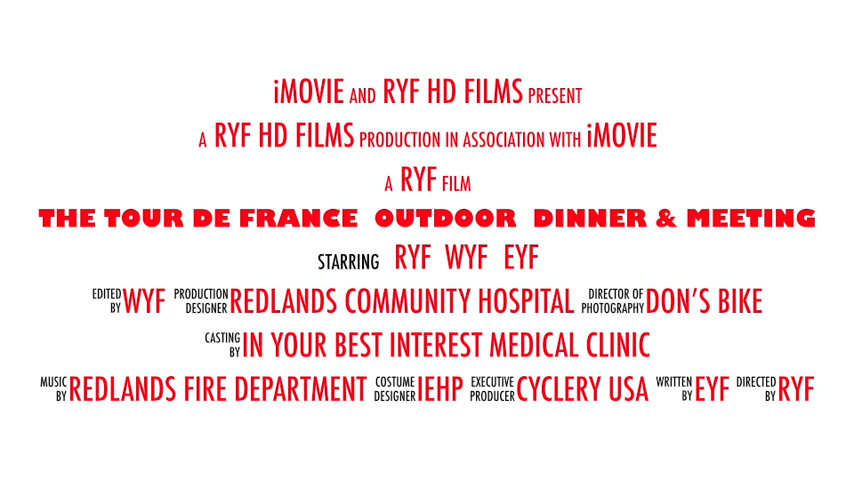 iMOVIE AND RYF HD FILMS PRESENT
A RYF HD FILMS PRODUCTION IN ASSOCIATION WITH iMOVIE
A RYF FILM
THE TOUR DE FRANCE OUTDOOR DINNER & MEETING
STARRING RYF WYF EYF
EDITED BY WYF PRODUCTION DESIGNER REDLANDS COMMUNITY HOSPITAL DIRECTOR OF PHOTOGRAPHY DON'S BIKE
CASTING BY IN YOUR BEST INTEREST MEDICAL CLINIC
MUSIC BY REDLANDS FIRE DEPARTMENT COSTUME DESIGNER IEHP EXECUTIVE PRODUCER CYCLERY USA WRITTEN BY EYF DIRECTED BY RYF